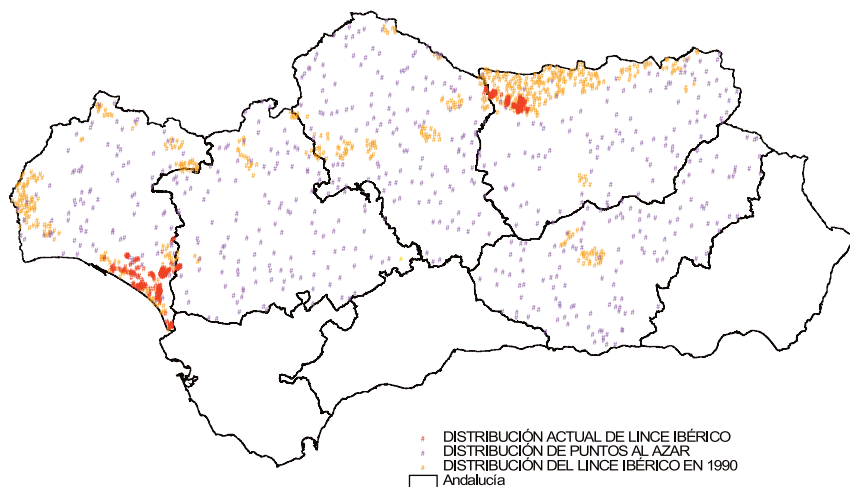 DISTRIBUCIÓN ACTUAL DE LINCE IBÉRICO
DISTRIBUCIÓN DE PUNTOS AL AZAR
DISTRIBUCIÓN DEL LINCE IBÉRICO EN 1990
Andalucía